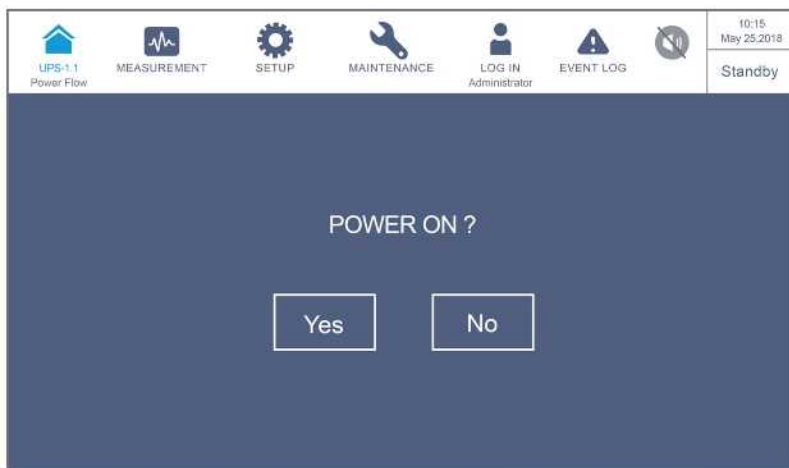 10:15
May 25,2018
UPS-1.1
Power Flow
MEASUREMENT
SETUP
MAINTENANCE
LOG IN
Administrator
EVENT LOG
Standby
POWER ON ?
Yes
No